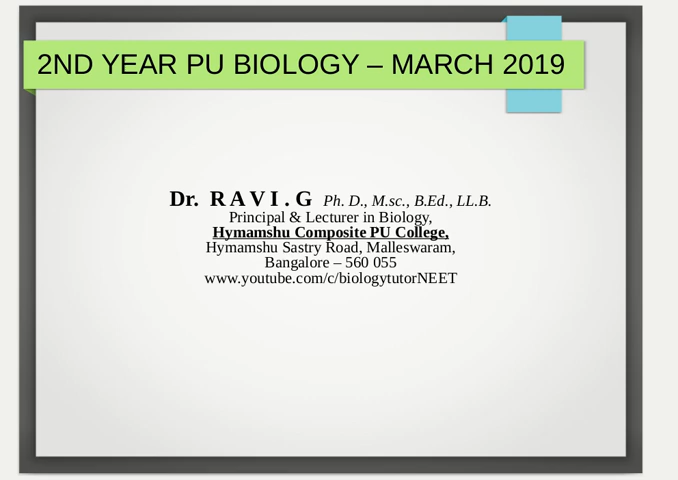 2ND YEAR PU BIOLOGY – MARCH 2019
Dr. R A V I . G Ph. D., M.sc., B.Ed., LL.B.
Principal & Lecturer in Biology,
Hymamshu Composite PU College,
Hymamshu Sastry Road, Malleswaram,
Bangalore – 560 055
www.youtube.com/c/biologytutorNEET